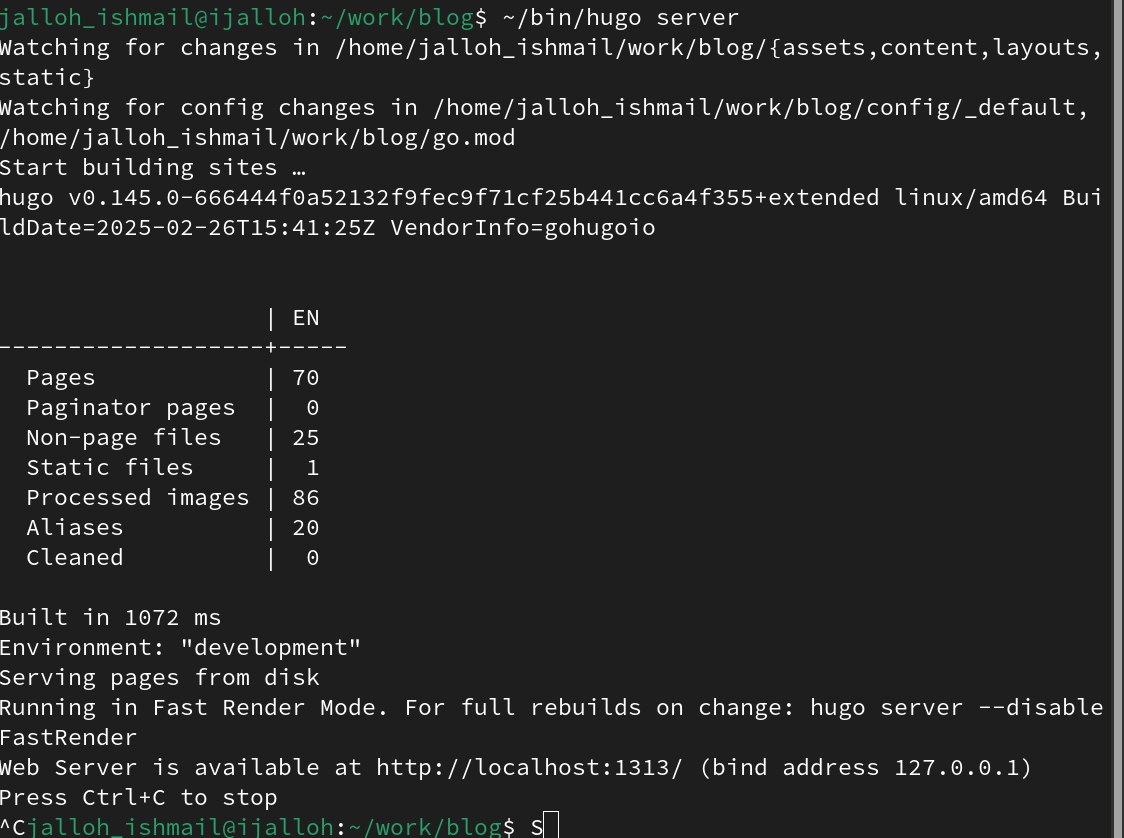 jalloh_ishmail@ijalloh:~/work/blog$ ~/bin/hugo server
Watching for changes in /home/jalloh_ishmail/work/blog/{assets,content,layouts,
static}
Watching for config changes in /home/jalloh_ishmail/work/blog/config/_default,
/home/jalloh_ishmail/work/blog/go.mod
Start building sites …
hugo v0.145.0-666444f0a52132f9fec9f71cf25b441cc6a4f355+extended linux/amd64 Bui
ldDate=2025-02-26T15:41:25Z VendorInfo=gohugoio
                   | EN
-------------------+-----
  Pages            | 70
  Paginator pages  |  0
  Non-page files   | 25
  Static files     |  1
  Processed images | 86
  Aliases          | 20
  Cleaned          |  0
Built in 1072 ms
Environment: "development"
Serving pages from disk
Running in Fast Render Mode. For full rebuilds on change: hugo server --disable
FastRender
Web Server is available at http://localhost:1313/ (bind address 127.0.0.1)
Press Ctrl+C to stop
^Cjalloh_ishmail@ijalloh:~/work/blog$ S